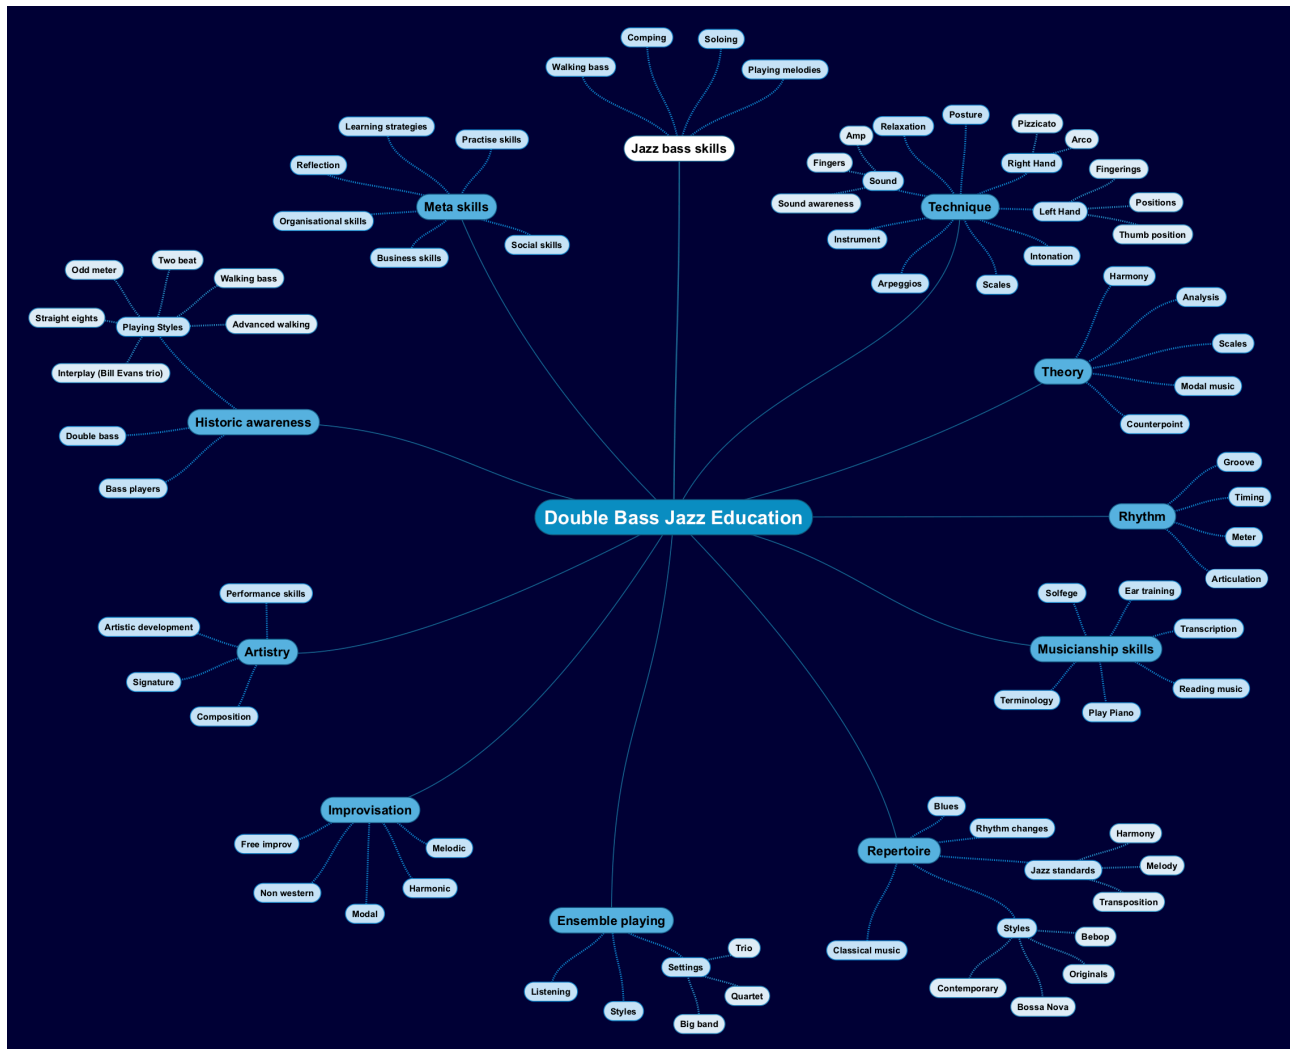 Double Bass Jazz Education
Jazz bass skills
Walking bass
Comping
Soloing
Playing melodies
Technique
Amp
Relaxation
Posture
Pizzicato
Arco
Right Hand
Fingers
Sound
Sound awareness
Fingerings
Left Hand
Positions
Thumb position
Instrument
Arpeggios
Scales
Intonation
Theory
Harmony
Analysis
Scales
Modal music
Counterpoint
Rhythm
Groove
Timing
Meter
Articulation
Musicianship skills
Solfege
Ear training
Transcription
Reading music
Play Piano
Terminology
Repertoire
Blues
Rhythm changes
Jazz standards
Harmony
Melody
Transposition
Styles
Bebop
Originals
Bossa Nova
Contemporary
Classical music
Ensemble playing
Listening
Styles
Settings
Trio
Quartet
Big band
Improvisation
Free improv
Non western
Modal
Harmonic
Melodic
Artistry
Performance skills
Artistic development
Signature
Composition
Historic awareness
Playing Styles
Odd meter
Two beat
Walking bass
Straight eights
Advanced walking
Interplay (Bill Evans trio)
Double bass
Bass players
Meta skills
Learning strategies
Practise skills
Reflection
Organisational skills
Business skills
Social skills